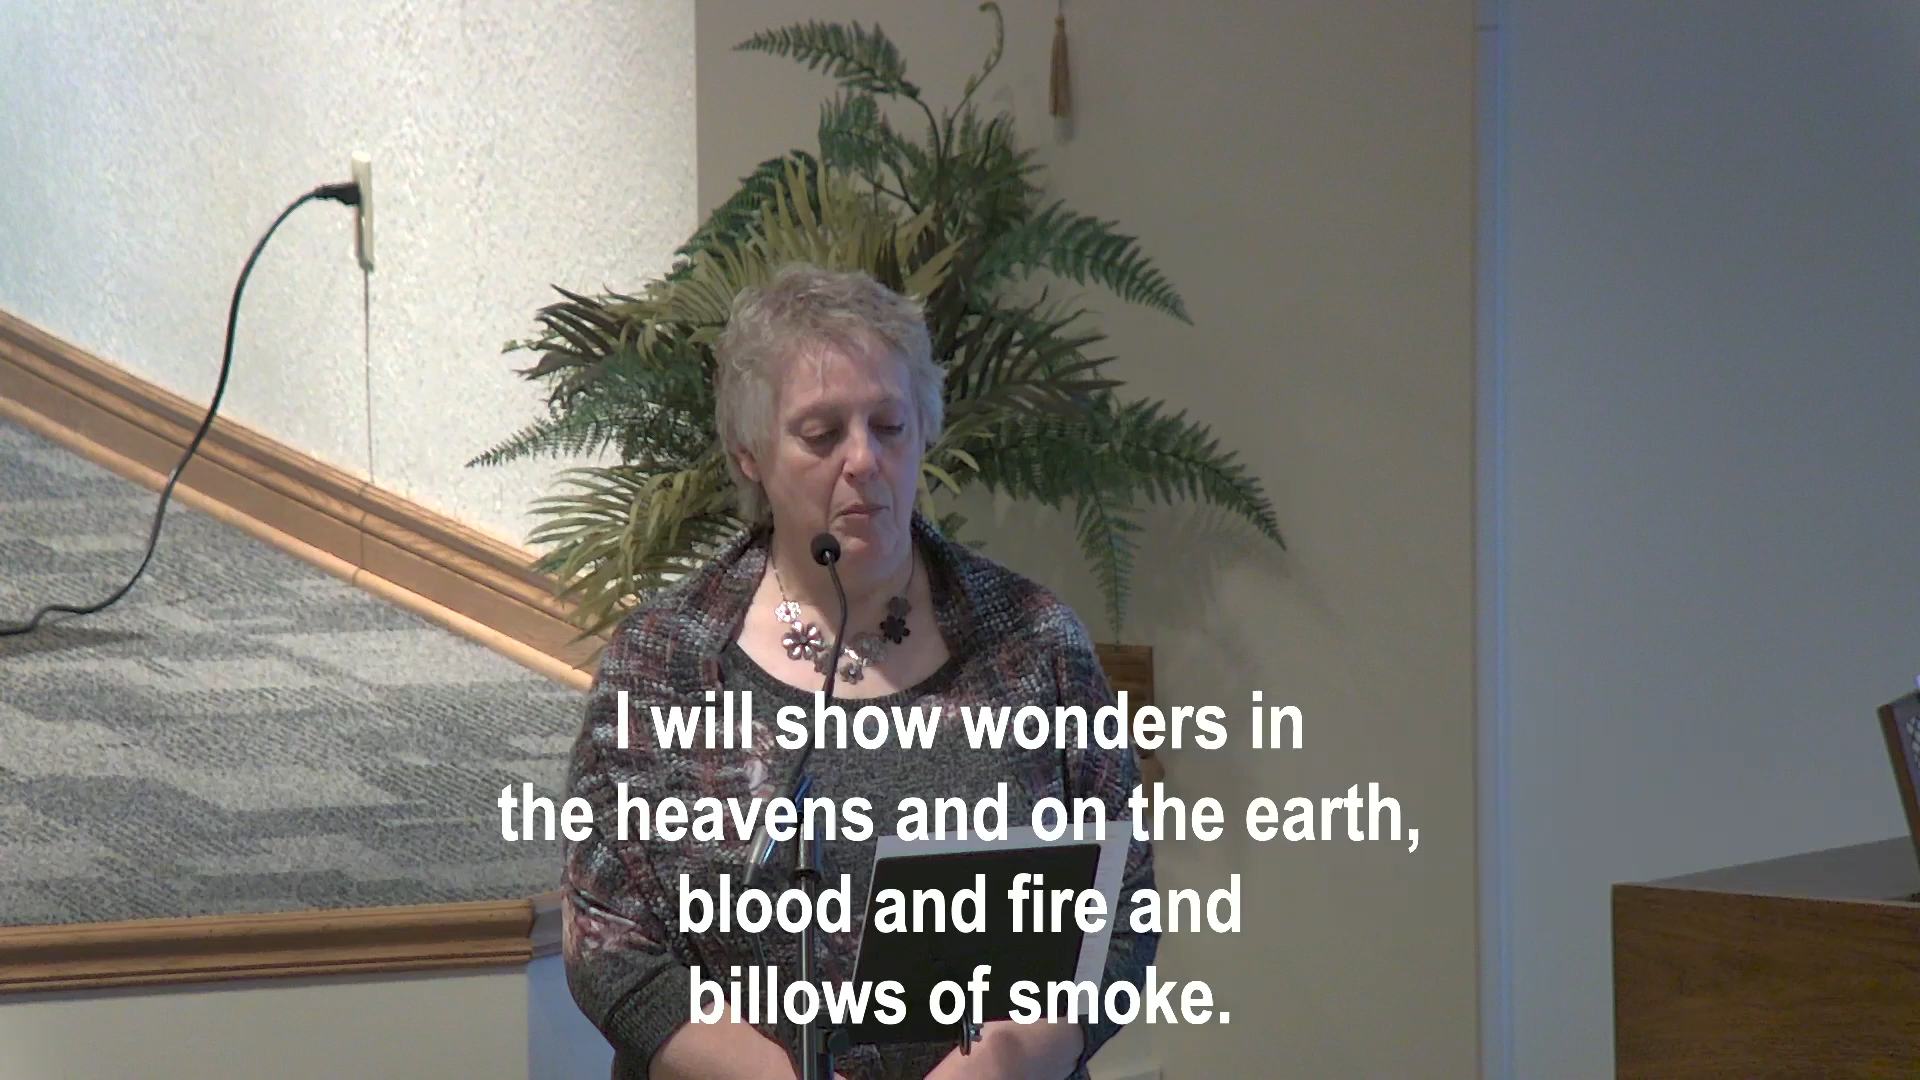 I will show wonders in
the heavens and on the earth,
blood and fire and
billows of smoke.